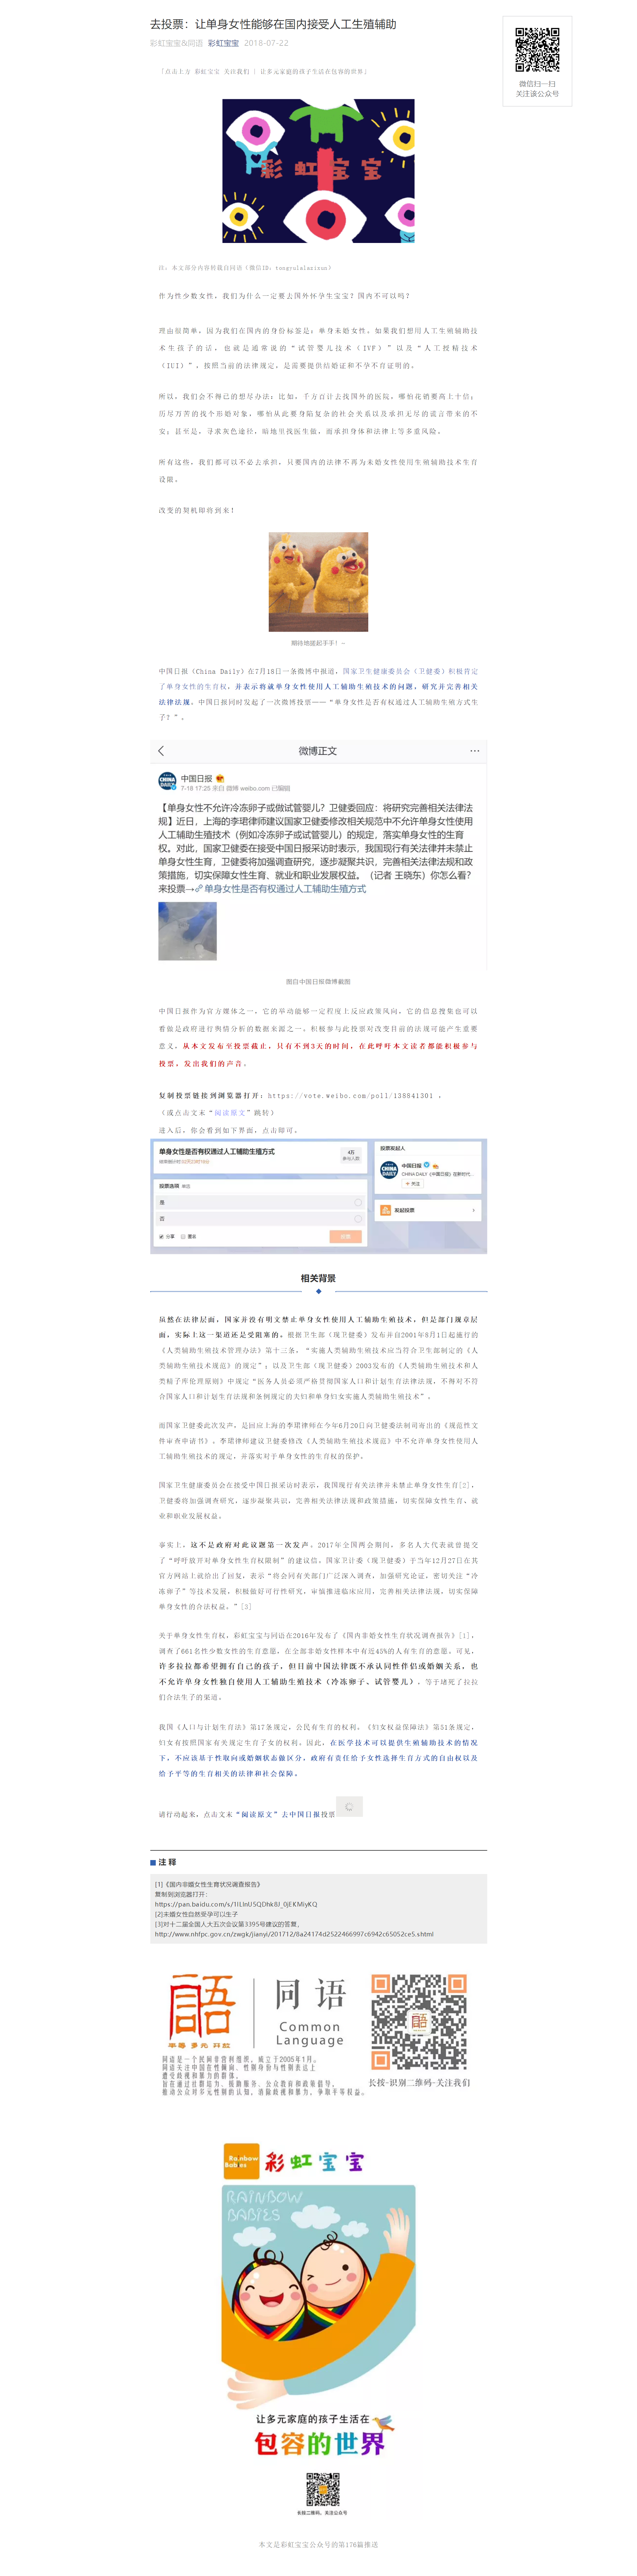 去投票：让单身女性能够在国内接受人工生殖辅助
彩虹宝宝&同语 彩虹宝宝 2018-07-22
微信扫一扫
关注该公众号
「点击上方 彩虹宝宝 关注我们 | 让多元家庭的孩子生活在包容的世界」
彩虹宝宝
注：本文部分内容转载自同语（微信ID：tongyulalazixun）
作为性少数女性，我们为什么一定要去国外怀孕生宝宝？国内不可以吗？
理由很简单。因为我们在国内的身份标签是：单身未婚女性。如果我们想用人工生殖辅助技
术生孩子的话，也就是通常说的“试管婴儿技术（IVF）”以及“人工授精技术
（IUI）”，按照当前的法律规定，是需要提供结婚证和不孕不育证明的。
所以，我们会不得已的想尽办法：比如，千方百计去找国外的医院，哪怕花销要高上十倍；
历尽万苦的找个形婚对象，哪怕从此要身陷复杂的社会关系以及承担无尽的谎言带来的不
安；甚至是，寻求灰色途径，暗地里找医生做，而承担身体和法律上等多重风险。
所有这些，我们都可以不必去承担，只要国内的法律不再为未婚女性使用生殖辅助技术生育
设限。
改变的契机即将到来！
期待地搓起手手！～
中国日报（China Daily）在7月18日一条微博中报道，国家卫生健康委员会（卫健委）积极肯定
了单身女性的生育权，并表示将就单身女性使用人工辅助生殖技术的问题，研究并完善相关
法律法规。中国日报同时发起了一次微博投票——“单身女性是否有权通过人工辅助生殖方式生
子？”。
微博正文
中国日报
7-18 17:25 来自 微博 weibo.com 已编辑
【单身女性不允许冷冻卵子或做试管婴儿？卫健委回应：将研究完善相关法律法
规】近日，上海的李珺律师建议国家卫健委修改相关规范中不允许单身女性使用
人工辅助生殖技术（例如冷冻卵子或试管婴儿）的规定，落实单身女性的生育
权。对此，国家卫健委在接受中国日报采访时表示，我国现行有关法律并未禁止
单身女性生育，卫健委将加强调查研究，逐步凝聚共识，完善相关法律法规和政
策措施，切实保障女性生育、就业和职业发展权益。（记者 王晓东）你怎么看？
来投票→单身女性是否有权通过人工辅助生殖方式
图自中国日报微博截图
中国日报作为官方媒体之一，它的举动能够一定程度上反应政策风向，它的信息搜集也可以
看做是政府进行舆情分析的数据来源之一。积极参与此投票对改变目前的法规可能产生重要
意义。从本文发布至投票截止，只有不到3天的时间，在此呼吁本文读者都能积极参与
投票，发出我们的声音。
复制投票链接到浏览器打开：https://vote.weibo.com/poll/138841301 ，
（或点击文末“阅读原文”跳转）
进入后，你会看到如下界面，点击即可。
单身女性是否有权通过人工辅助生殖方式
4万
参与人数
投票选项 单选
是
否
分享 匿名
投票
投票发起人
中国日报
CHINA DAILY《中国日报》在新时代...
+ 关注
发起投票
相关背景
虽然在法律层面，国家并没有明文禁止单身女性使用人工辅助生殖技术，但是部门规章层
面，实际上这一渠道还是受阻塞的。根据卫生部（现卫健委）发布并自2001年8月1日起施行的
《人类辅助生殖技术管理办法》第十三条，“实施人类辅助生殖技术应当符合卫生部制定的《人
类辅助生殖技术规范》的规定”；以及卫生部（现卫健委）2003发布的《人类辅助生殖技术和人
类精子库伦理原则》中规定“医务人员必须严格贯彻国家人口和计划生育法律法规，不得对不符
合国家人口和计划生育法规和条例规定的夫妇和单身妇女实施人类辅助生殖技术”。
而国家卫健委此次发声，是回应上海的李珺律师在今年6月20日向卫健委法制司寄出的《规范性文
件审查申请书》。李珺律师建议卫健委修改《人类辅助生殖技术规范》中不允许单身女性使用人
工辅助生殖技术的规定，并落实对于单身女性的生育权的保护。
国家卫生健康委员会在接受中国日报采访时表示，我国现行有关法律并未禁止单身女性生育[2]，
卫健委将加强调查研究，逐步凝聚共识，完善相关法律法规和政策措施，切实保障女性生育、就
业和职业发展权益。
事实上，这不是政府对此议题第一次发声。2017年全国两会期间，多名人大代表就曾提交
了“呼吁放开对单身女性生育权限制”的建议信。国家卫计委（现卫健委）于当年12月27日在其
官方网站上就给出了回复，表示“将会同有关部门广泛深入调查，加强研究论证，密切关注“冷
冻卵子”等技术发展，积极做好可行性研究，审慎推进临床应用，完善相关法律法规，切实保障
单身女性的合法权益。”[3]
关于单身女性生育权，彩虹宝宝与同语在2016年发布了《国内非婚女性生育状况调查报告》[1]，
调查了661名性少数女性的生育意愿，在全部非婚女性样本中有近45%的人有生育的意愿。可见，
许多拉拉都希望拥有自己的孩子，但目前中国法律既不承认同性伴侣或婚姻关系，也
不允许单身女性独自使用人工辅助生殖技术（冷冻卵子、试管婴儿），等于堵死了拉拉
们合法生子的渠道。
我国《人口与计划生育法》第17条规定，公民有生育的权利。《妇女权益保障法》第51条规定，
妇女有按照国家有关规定生育子女的权利。因此，在医学技术可以提供生殖辅助技术的情况
下，不应该基于性取向或婚姻状态做区分，政府有责任给予女性选择生育方式的自由权以及
给予平等的生育相关的法律和社会保障。
请行动起来，点击文末“阅读原文”去中国日报投票
注释
[1]《国内非婚女性生育状况调查报告》
复制到浏览器打开：
https://pan.baidu.com/s/1ILInU5QDhk8J_0jEKMiyKQ
[2]未婚女性自然受孕可以生子
[3]对十二届全国人大五次会议第3395号建议的答复，
http://www.nhfpc.gov.cn/zwgk/jianyi/201712/8a24174d2522466997c6942c65052ce5.shtml
語
平等 多元 开放
同语
Common
Language
同语是一个民间非营利组织，成立于2005年1月。
同语关注中国在性倾向、性别身份与性别表达上
遭受歧视和暴力的群体。
旨在通过社群培力、援助服务、公众教育和政策倡导，
推动公众对多元性别的认知，消除歧视和暴力，争取平等权益。
长按-识别二维码-关注我们
Rainbow
Babies
彩虹宝宝
RAINBOW
BABIES
让多元家庭的孩子生活在
包容的世界
长按二维码，关注公众号
本文是彩虹宝宝公众号的第176篇推送